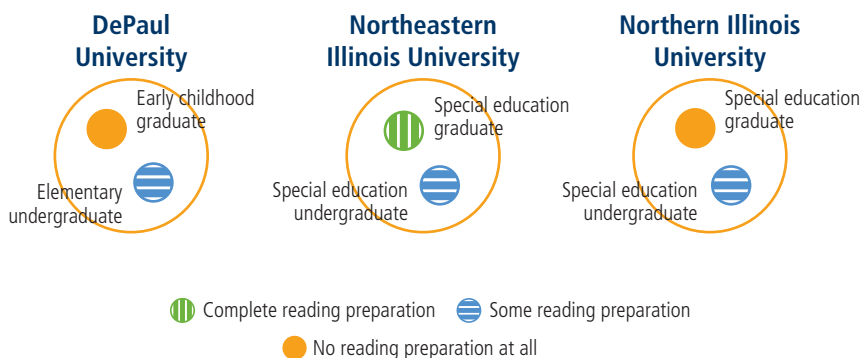 DePaul
University
Early childhood
graduate
Elementary
undergraduate
Northeastern
Illinois University
Special education
graduate
Special education
undergraduate
Northern Illinois
University
Special education
graduate
Special education
undergraduate
Complete reading preparation
Some reading preparation
No reading preparation at all